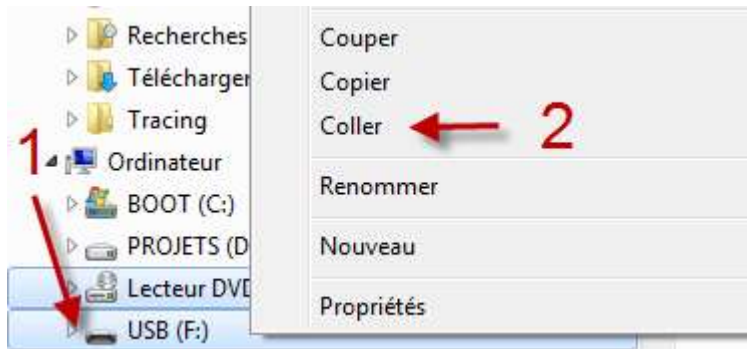 Recherches
Télécharger
Tracing
1
Ordinateur
BOOT (C:)
PROJETS (D
Lecteur DVD
USB (F:)
Couper
Copier
Coller
2
Renommer
Nouveau
Propriétés